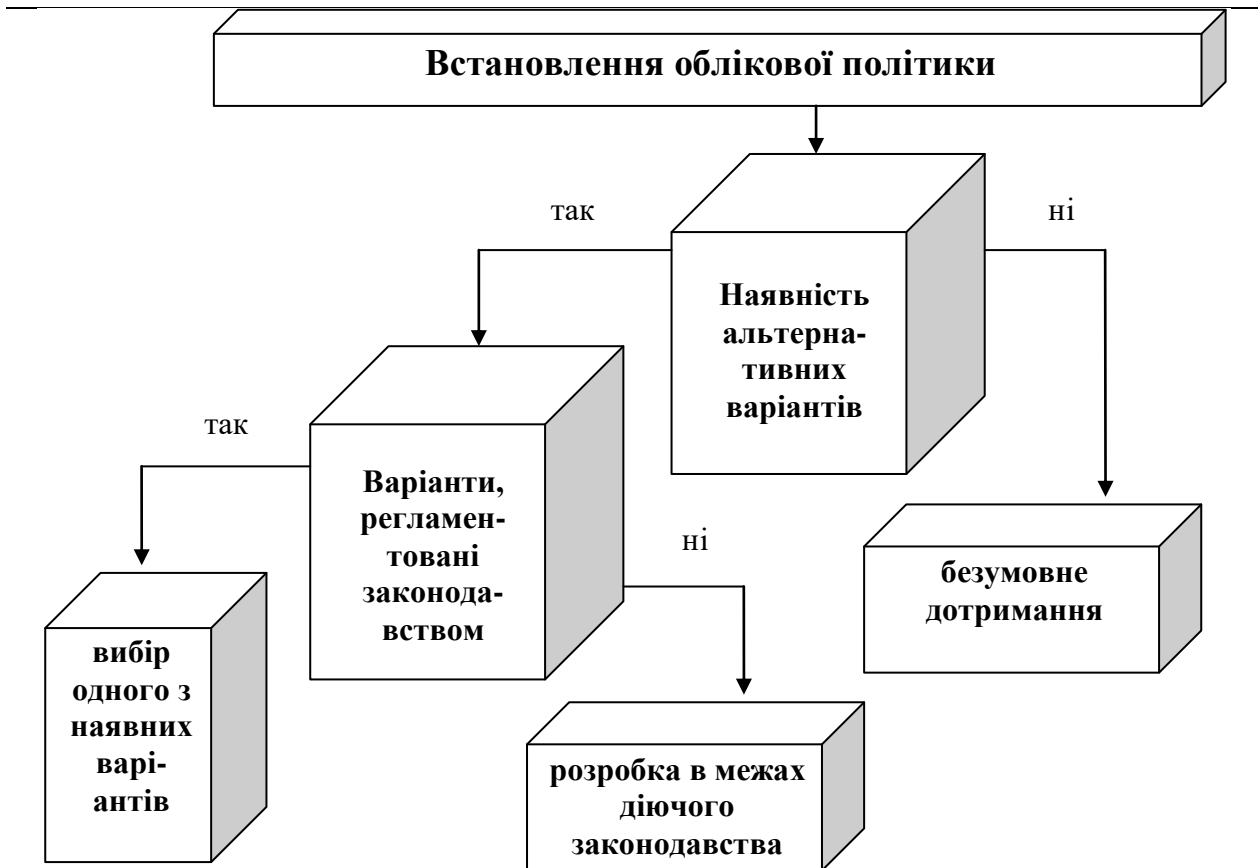 Встановлення облікової політики
так
ні
Наявність
альтерна-
тивних
варіантів
так
Варіанти,
регламен-
товані
законода-
вством
ні
безумовне
дотримання
вибір
одного з
наявних
варі-
антів
розробка в межах
діючого
законодавства